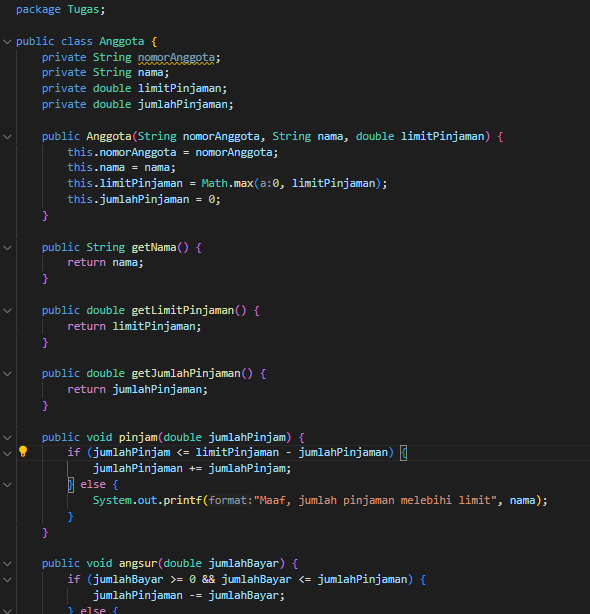 package Tugas;
public class Anggota {
private String nomorAnggota;
private String nama;
private double limitPinjaman;
private double jumlahPinjaman;
public Anggota(String nomorAnggota, String nama, double limitPinjaman) {
this.nomorAnggota = nomorAnggota;
this.nama = nama;
this.limitPinjaman = Math.max(a:0, limitPinjaman);
this.jumlahPinjaman = 0;
}
public String getNama() {
return nama;
}
public double getLimitPinjaman() {
return limitPinjaman;
}
public double getJumlahPinjaman() {
return jumlahPinjaman;
}
public void pinjam(double jumlahPinjam) {
if (jumlahPinjam <= limitPinjaman - jumlahPinjaman) {
jumlahPinjaman += jumlahPinjam;
} else {
System.out.printf(format:"Maaf, jumlah pinjaman melebihi limit", nama);
}
}
public void angsur(double jumlahBayar) {
if (jumlahBayar >= 0 && jumlahBayar <= jumlahPinjaman) {
jumlahPinjaman -= jumlahBayar;
} else {